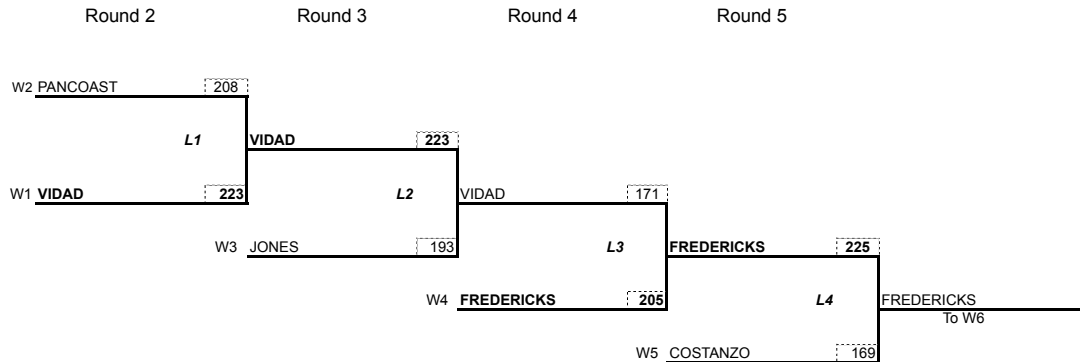 Round 2 Round 3 Round 4 Round 5
W2 PANCOAST 208
L1 VIDAD 223
W1 VIDAD 223 L2 VIDAD 171
W3 JONES 193 L3 FREDERICKS 225
W4 FREDERICKS 205 L4 FREDERICKS
To W6
W5 COSTANZO 169